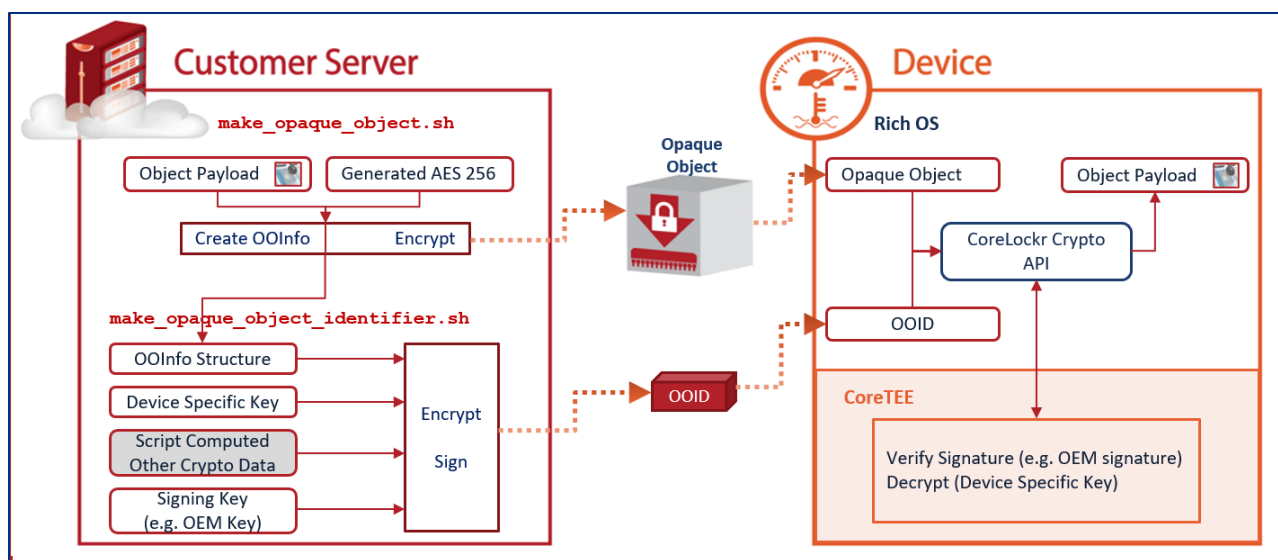 Customer Server
make_opaque_object.sh
Object Payload
Generated AES 256
Create OOInfo
Encrypt
make_opaque_object_identifier.sh
OOInfo Structure
Device Specific Key
Script Computed
Other Crypto Data
Signing Key
(e.g. OEM Key)
Encrypt
Sign
Opaque
Object
OOID
Device
Rich OS
Opaque Object
Object Payload
CoreLockr Crypto
API
OOID
CoreTEE
Verify Signature (e.g. OEM signature)
Decrypt (Device Specific Key)